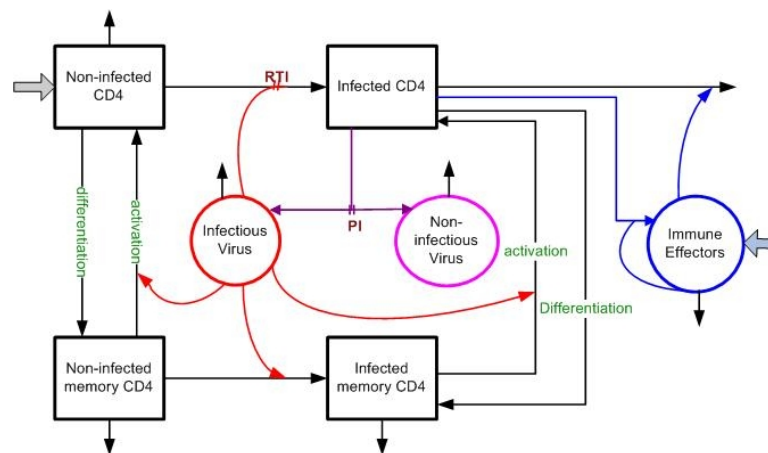 Non-infected
CD4
RTI
Infected CD4
differentiation
activation
Infectious
Virus
PI
Non-
infectious
Virus
activation
Immune
Effectors
Differentiation
Non-infected
memory CD4
Infected
memory CD4